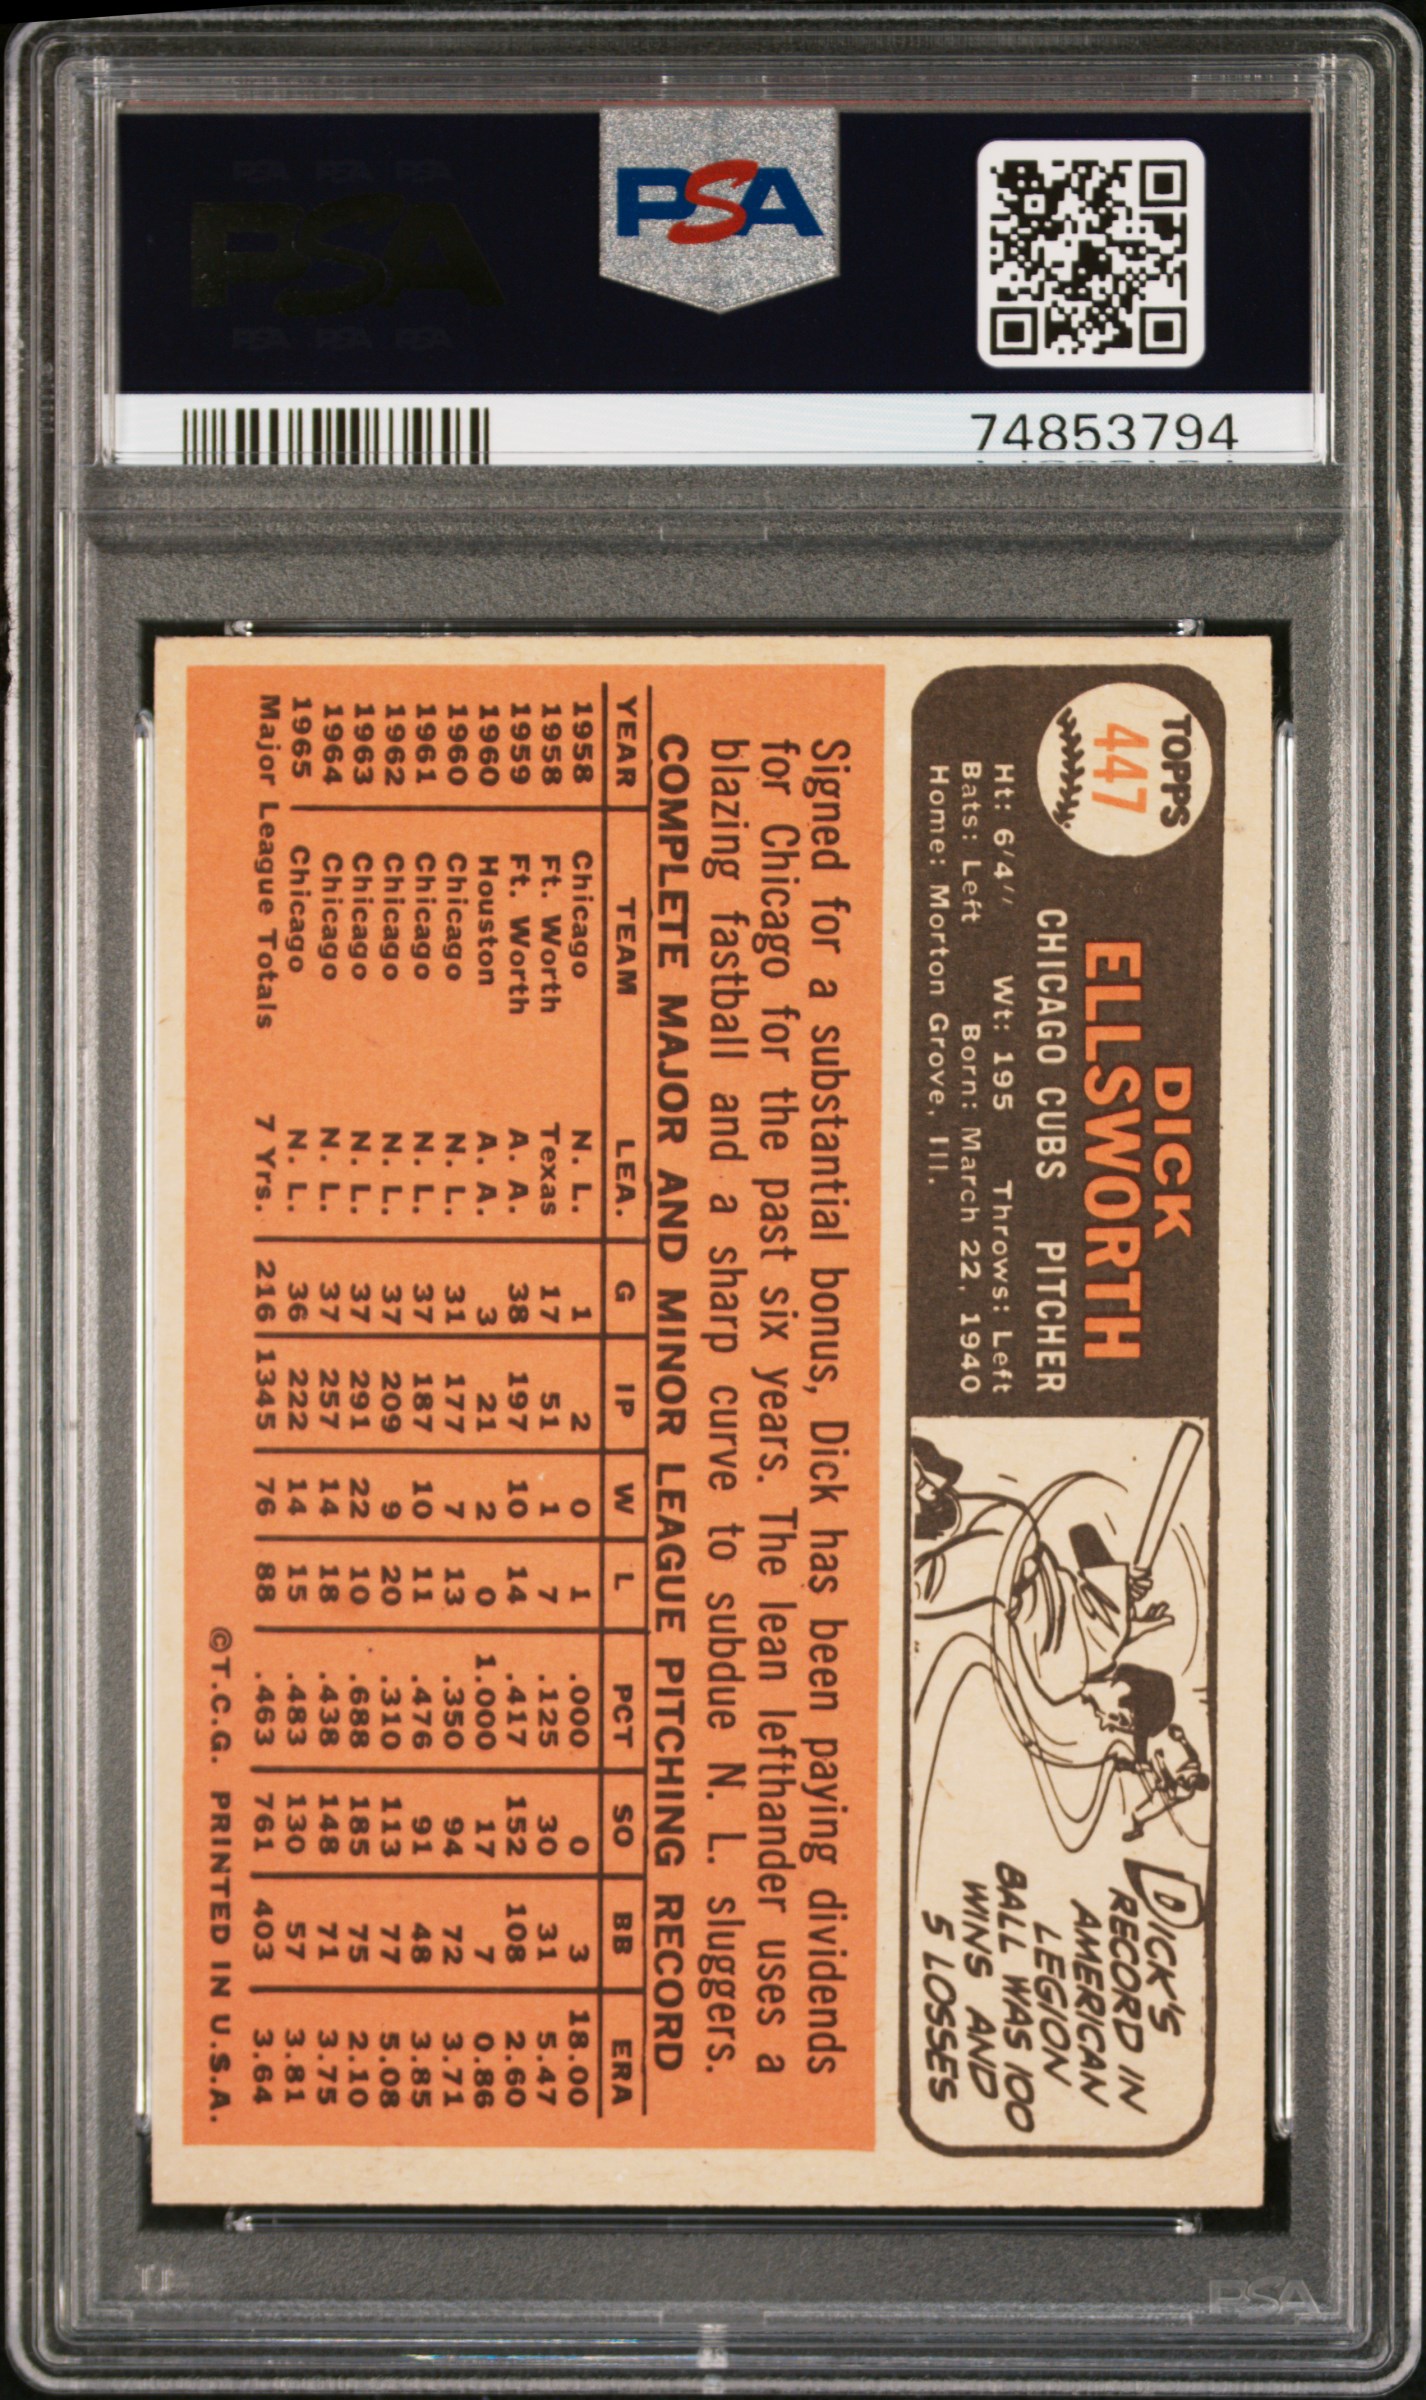 PSA PSA PSA
PSA
PSA PSA PSA
PSA
74853794
TOPPS
447
DICK
ELLSWORTH
CHICAGO CUBS PITCHER
Ht: 6'4" Wt: 195 Throws: Left
Bats: Left Born: March 22, 1940
Home: Morton Grove, Ill.
DICK'S
RECORD IN
AMERICAN
LEGION
BALL WAS 100
WINS AND
5 LOSSES
Signed for a substantial bonus, Dick has been paying dividends
for Chicago for the past six years. The lean lefthander uses a
blazing fastball and a sharp curve to subdue N. L. sluggers.
COMPLETE MAJOR AND MINOR LEAGUE PITCHING RECORD
YEAR TEAM LEA. G IP W L PCT SO BB ERA
1958 Chicago N. L. 1 2 0 1 .000 0 3 18.00
1958 Ft. Worth Texas 17 51 1 7 .125 30 31 5.47
1959 Ft. Worth A. A. 38 197 10 14 .417 152 108 2.60
1960 Houston A. A. 3 21 2 0 1.000 17 7 0.86
1960 Chicago N. L. 31 177 7 13 .350 94 72 3.71
1961 Chicago N. L. 37 187 10 11 .476 91 48 3.85
1962 Chicago N. L. 37 209 9 20 .310 113 77 5.08
1963 Chicago N. L. 37 291 22 10 .688 185 75 2.10
1964 Chicago N. L. 37 257 14 18 .438 148 71 3.75
1965 Chicago N. L. 36 222 14 15 .483 130 57 3.81
Major League Totals 7 Yrs. 216 1345 76 88 .463 761 403 3.64
©T.C.G. PRINTED IN U.S.A.
PSA